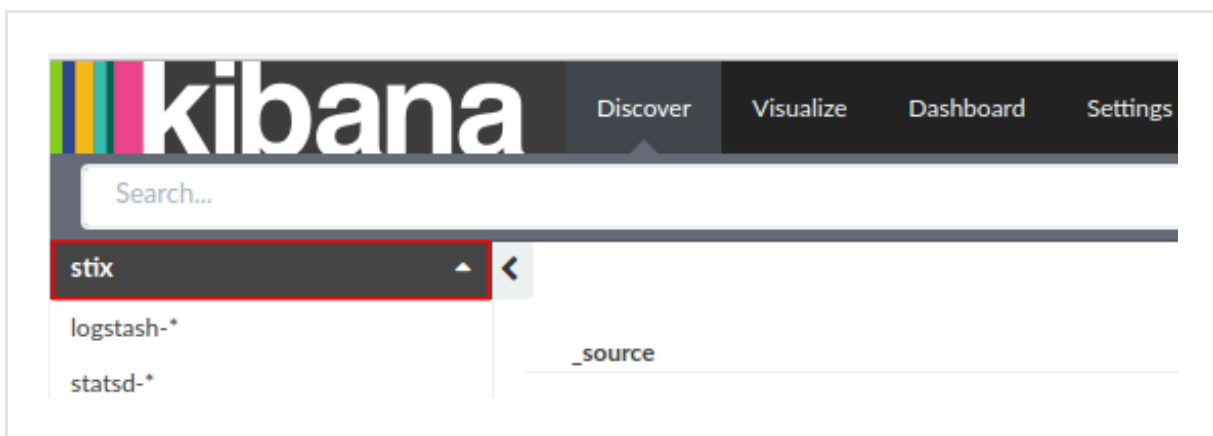 kibana Discover Visualize Dashboard Settings
Search...
stix
logstash-*
_source
statsd-*